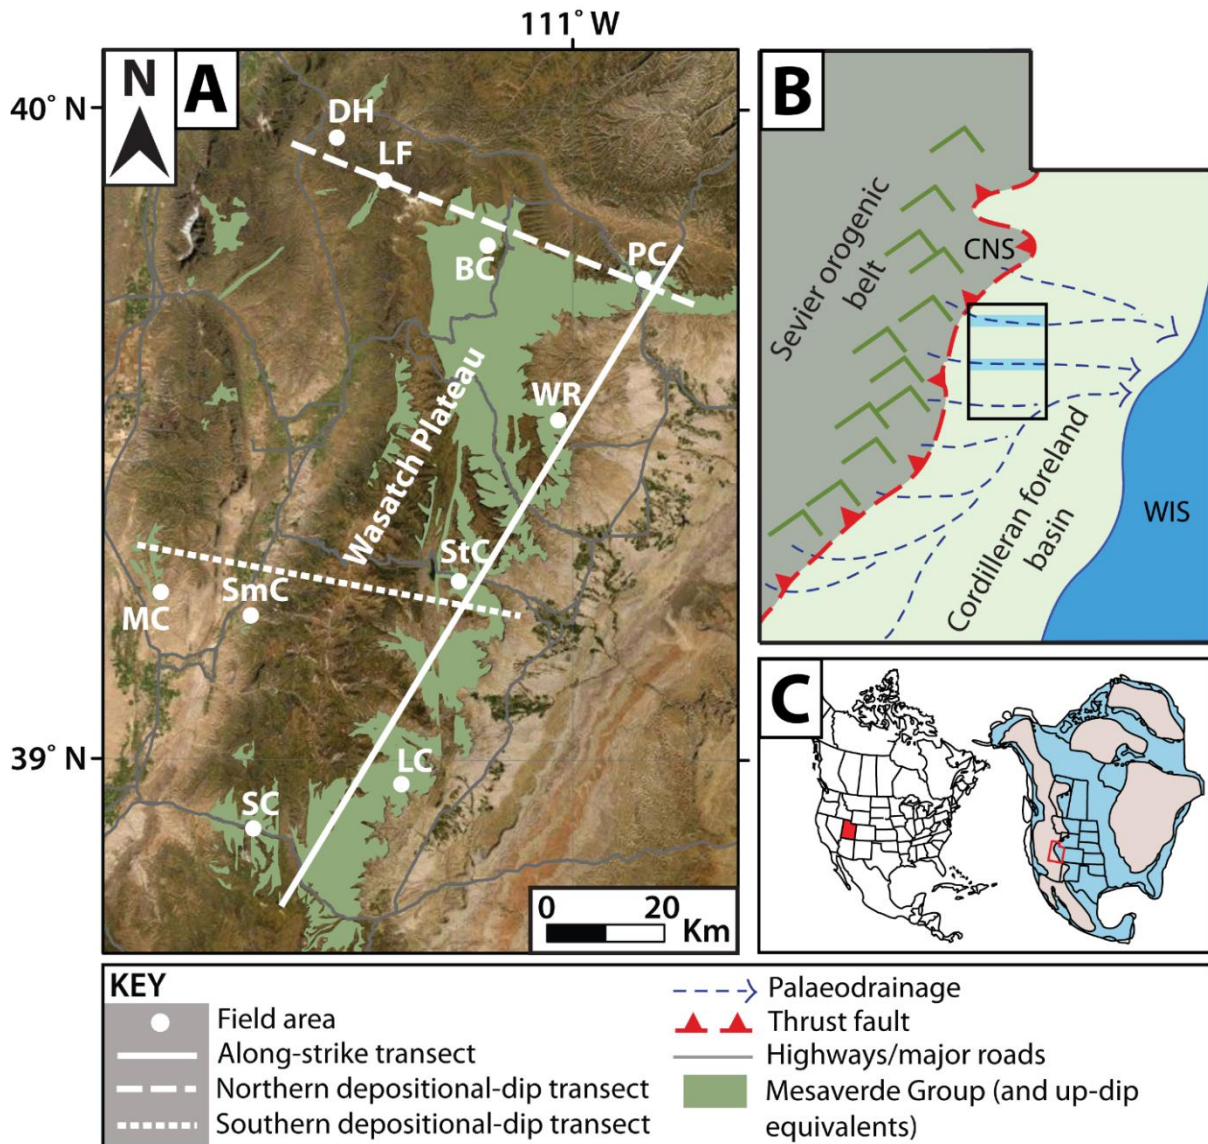 111° W
40° N
39° N
N
A
DH
LF
BC
PC
WR
Wasatch Plateau
StC
SmC
MC
LC
SC
0 20
Km
B
Sevier orogenic
belt
CNS
Cordilleran foreland
basin
WIS
C
KEY
Field area
Along-strike transect
Northern depositional-dip transect
Southern depositional-dip transect
Palaeodrainage
Thrust fault
Highways/major roads
Mesaverde Group (and up-dip
equivalents)